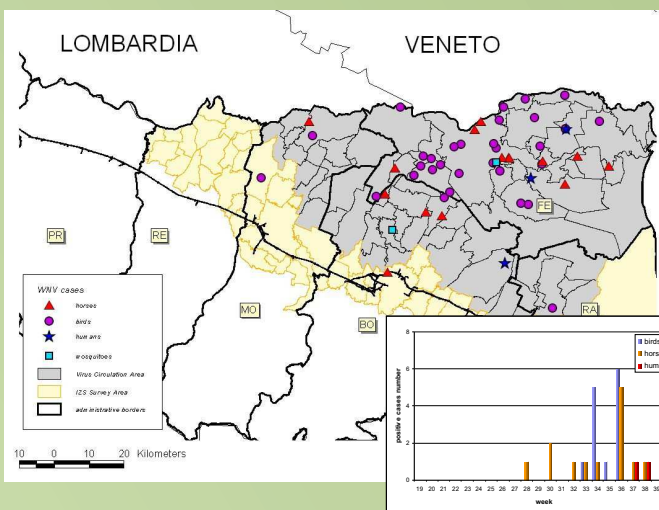 LOMBARDIA
VENETO
PR
RE
MO
BO
FE
RA
WNV cases
horses
birds
humans
mosquitoes
Virus Circulation Area
IZS Survey Area
administrative borders
10 0 10 20 Kilometers
positive cases number
8
6
4
2
0
19 20 21 22 23 24 25 26 27 28 29 30 31 32 33 34 35 36 37 38 39
week
birds
hors
hum